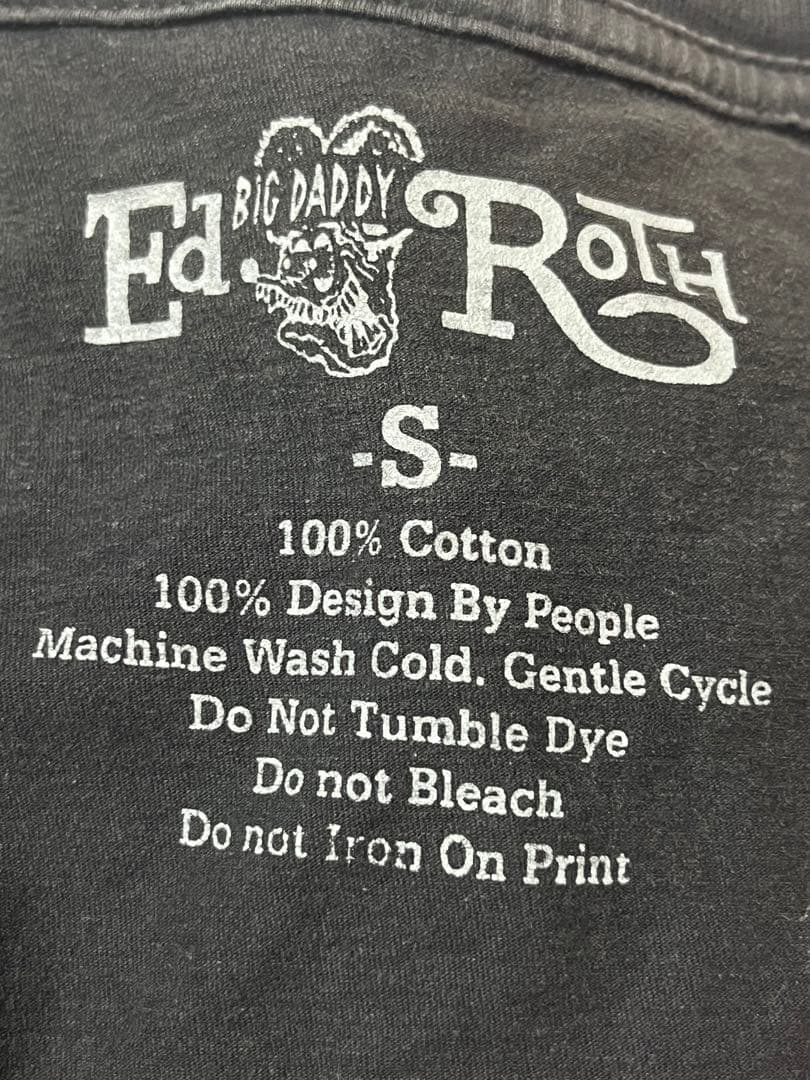 Ed BIG DADDY ROTH
-S-
100% Cotton
100% Design By People
Machine Wash Cold. Gentle Cycle
Do Not Tumble Dye
Do not Bleach
Do not Iron On Print